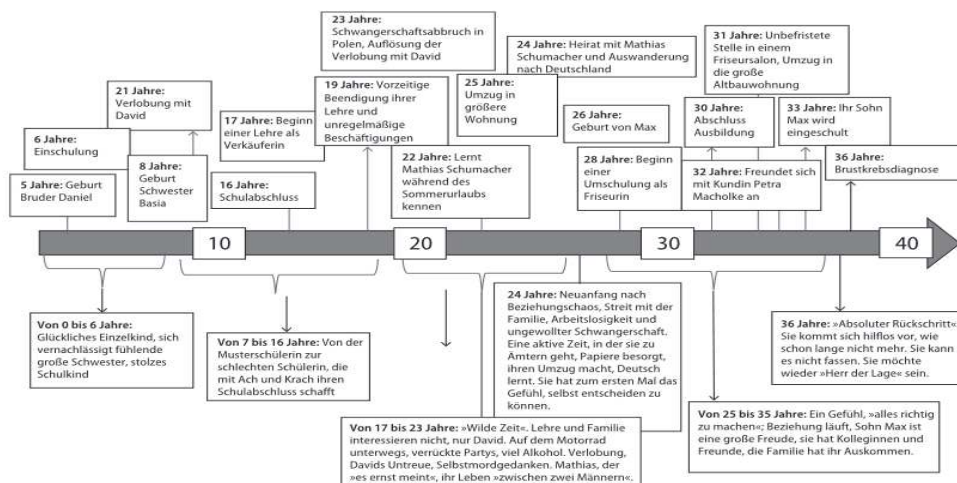 23 Jahre:
Schwangerschaftsabbruch in
Polen, Auflösung der
Verlobung mit David
24 Jahre: Heirat mit Mathias
Schumacher und Auswanderung
nach Deutschland
31 Jahre: Unbefristete
Stelle in einem
Friseursalon, Umzug in
die große
Altbauwohnung
21 Jahre:
Verlobung mit
David
19 Jahre: Vorzeitige
Beendigung ihrer
Lehre und
unregelmäßige
Beschäftigungen
25 Jahre:
Umzug in
größere
Wohnung
17 Jahre: Beginn
einer Lehre als
Verkäuferin
26 Jahre:
Geburt von Max
30 Jahre:
Abschluss
Ausbildung
33 Jahre: Ihr Sohn
Max wird
eingeschult
6 Jahre:
Einschulung
8 Jahre:
Geburt
Schwester
Basia
22 Jahre: Lernt
Mathias Schumacher
während des
Sommerurlaubs
kennen
28 Jahre: Beginn
einer
Umschulung als
Friseurin
36 Jahre:
Brustkrebsdiagnose
5 Jahre: Geburt
Bruder Daniel
16 Jahre:
Schulabschluss
32 Jahre: Freundet sich
mit Kundin Petra
Macholke an
10
20
30
40
Von 0 bis 6 Jahre:
Glückliches Einzelkind, sich
vernachlässigt fühlende
große Schwester, stolzes
Schulkind
Von 7 bis 16 Jahre: Von der
Musterschülerin zur
schlechten Schülerin, die
mit Ach und Krach ihren
Schulabschluss schafft
24 Jahre: Neuanfang nach
Beziehungschaos, Streit mit der
Familie, Arbeitslosigkeit und
ungewollter Schwangerschaft.
Eine aktive Zeit, in der sie zu
Ämtern geht, Papiere besorgt,
ihren Umzug macht, Deutsch
lernt. Sie hat zum ersten Mal das
Gefühl, selbst entscheiden zu
können.
36 Jahre: »Absoluter Rückschritt«
Sie kommt sich hilflos vor, wie
schon lange nicht mehr. Sie kann
es nicht fassen. Sie möchte
wieder »Herr der Lage« sein.
Von 17 bis 23 Jahre: »Wilde Zeit«. Lehre und Familie
interessieren nicht, nur David. Auf dem Motorrad
unterwegs, verrückte Partys, viel Alkohol. Verlobung,
Davids Untreue, Selbstmordgedanken. Mathias, der
»es ernst meint«, ihr Leben »zwischen zwei Männern«.
Von 25 bis 35 Jahre: Ein Gefühl, »alles richtig
zu machen«; Beziehung läuft, Sohn Max ist
eine große Freude, sie hat Kolleginnen und
Freunde, die Familie hat ihr Auskommen.